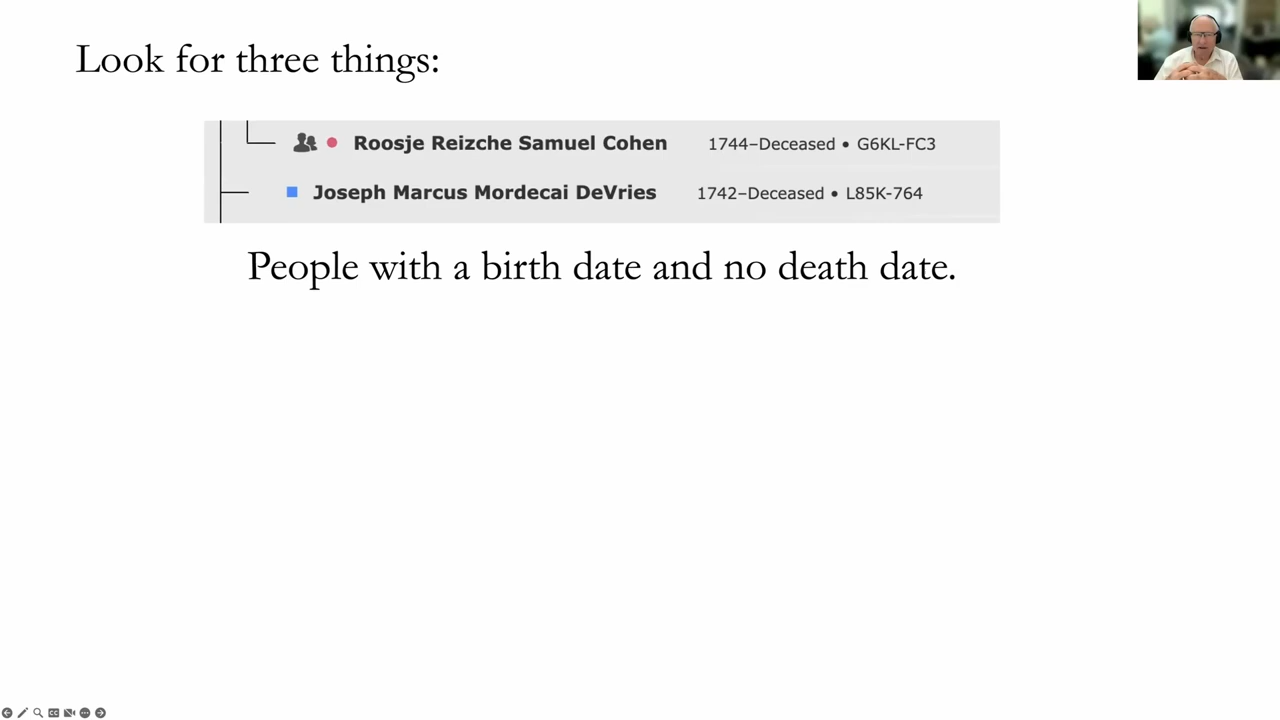 Look for three things:
Roosje Reizche Samuel Cohen 1744–Deceased • G6KL-FC3
Joseph Marcus Mordecai DeVries 1742–Deceased • L85K-764
People with a birth date and no death date.